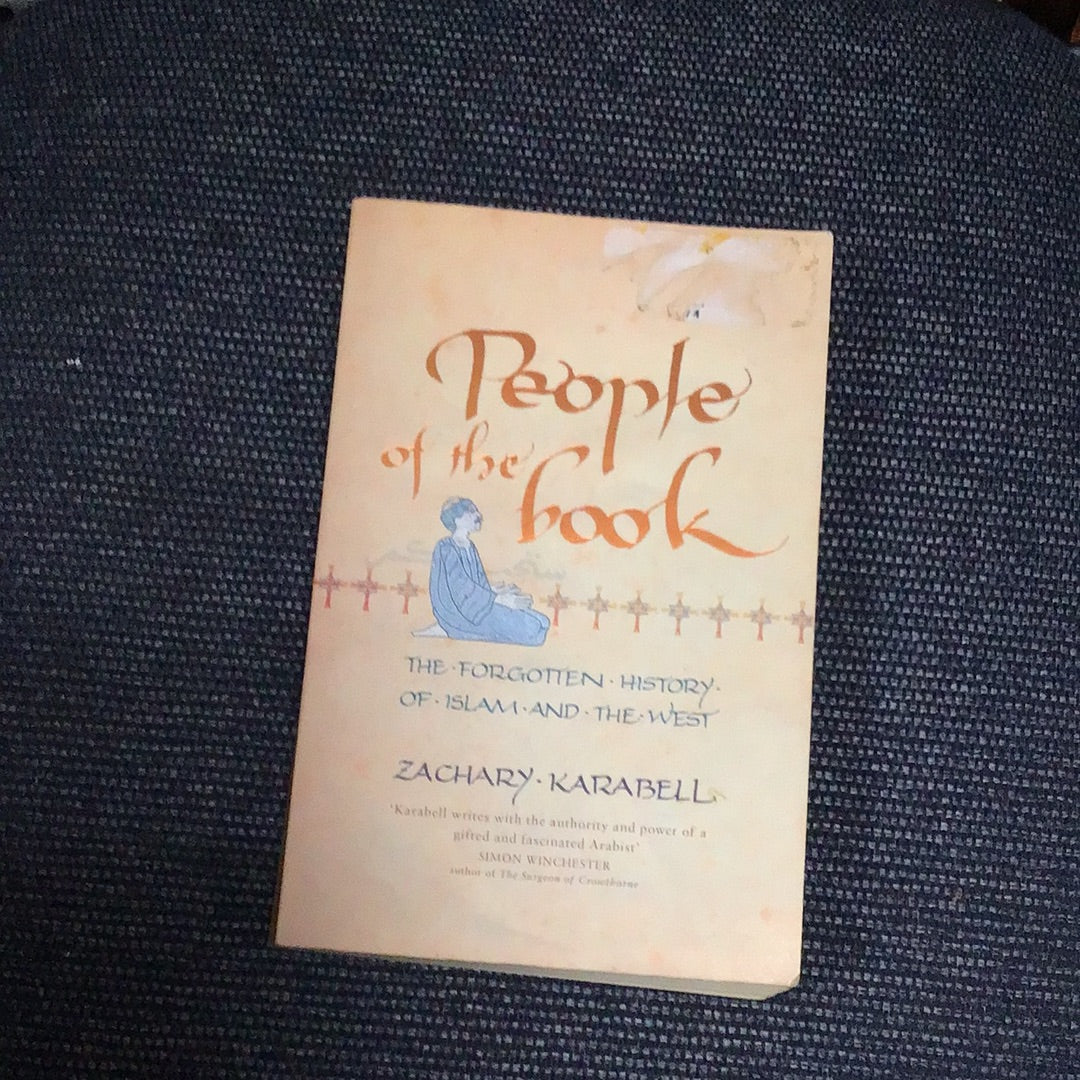 People
of the
book
THE·FORGOTTEN·HISTORY·
OF·ISLAM·AND·THE·WEST
ZACHARY·KARABELL
'Karabell writes with the authority and power of a
gifted and fascinated Arabist'
SIMON WINCHESTER
author of The Surgeon of Crowthorne